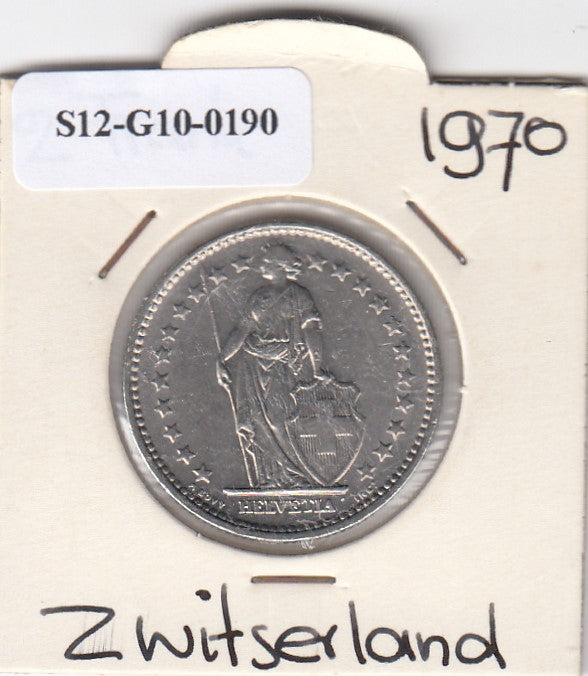 S12-G10-0190
1970
HELVETIA
Zwitserland